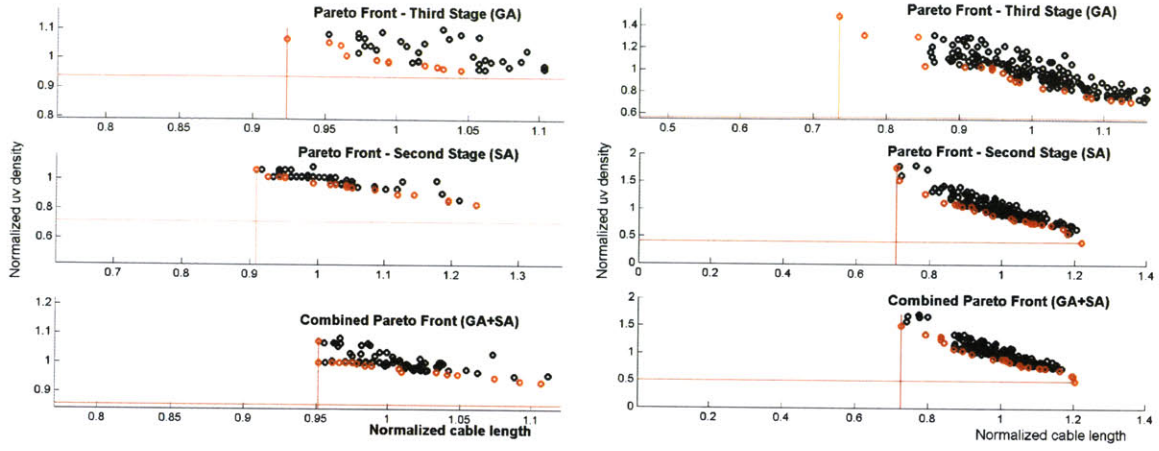 Pareto Front - Third Stage (GA)
1.1
1
0.9
0.8
0.8 0.85 0.9 0.95 1 1.05 1.1
Normalized uv density
Pareto Front - Second Stage (SA)
1
0.8
0.6
0.7 0.8 0.9 1 1.1 1.2 1.3
Combined Pareto Front (GA+SA)
1.2
1.1
1
0.9
0.8 0.85 0.9 0.95 1 1.05 1.1
Normalized cable length
Pareto Front - Third Stage (GA)
1.4
1.2
1
0.8
0.6
0.5 0.6 0.7 0.8 0.9 1 1.1
Normalized uv density
Pareto Front - Second Stage (SA)
2
1.5
1
0.5
0
0 0.2 0.4 0.6 0.8 1 1.2 1.4
Combined Pareto Front (GA+SA)
2
1.5
1
0.5
0
0.2 0.4 0.6 0.8 1 1.2 1.4
Normalized cable length